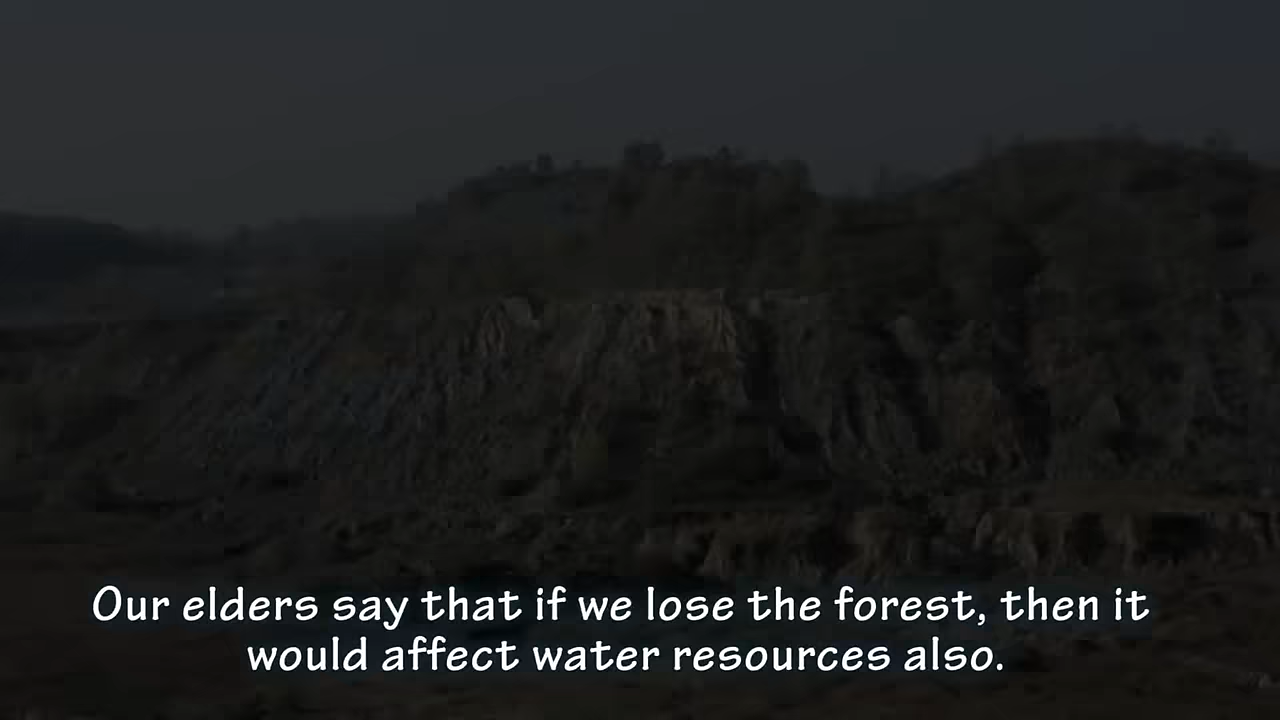 Our elders say that if we lose the forest, then it
would affect water resources also.